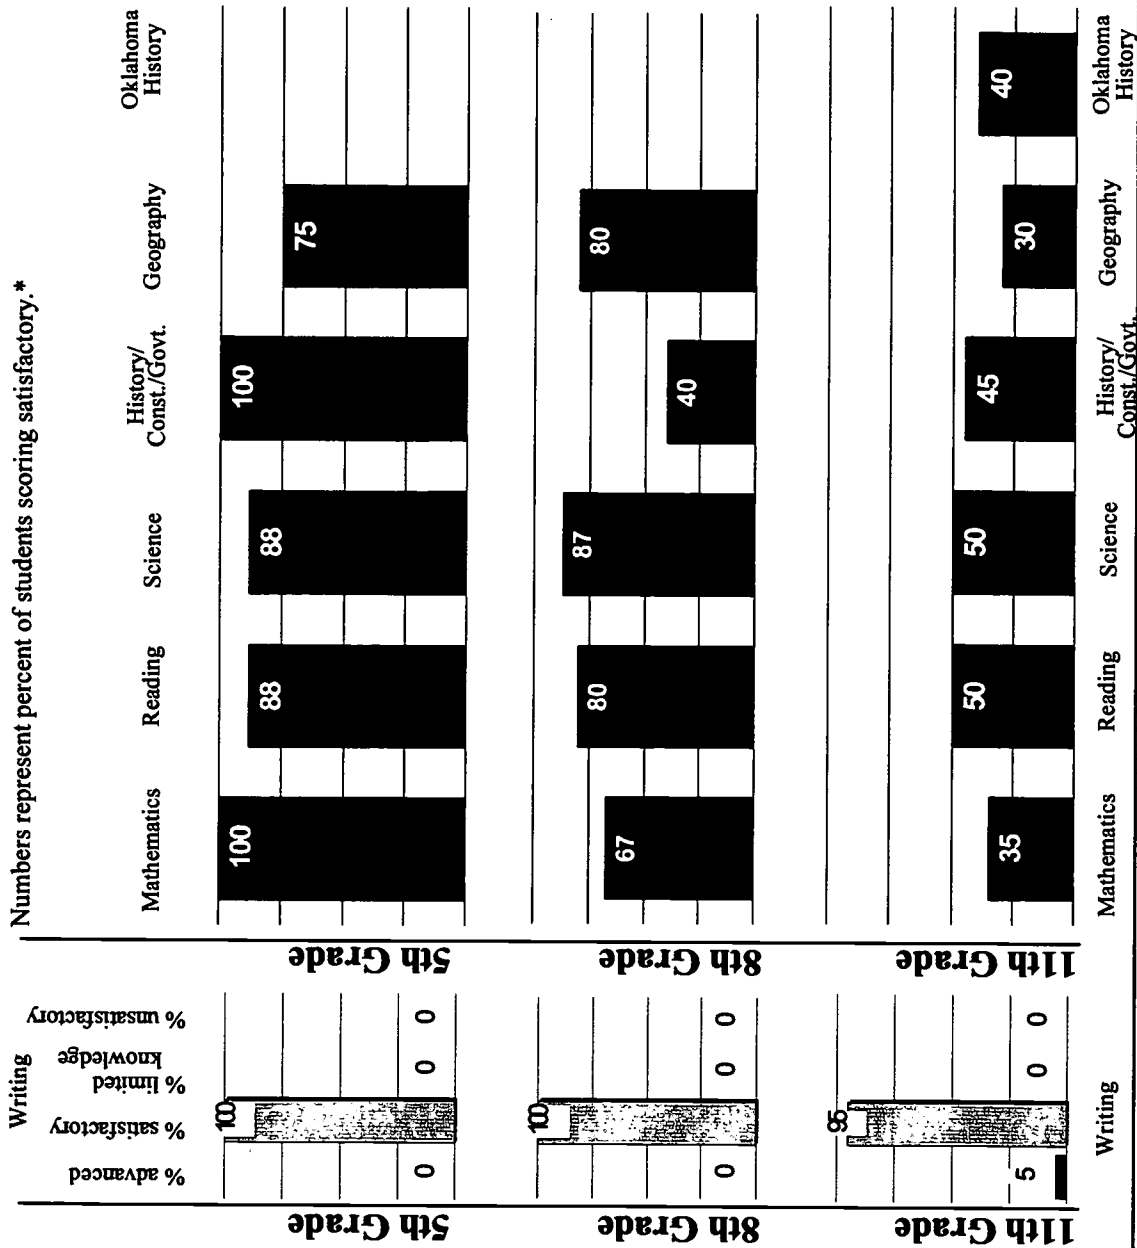 Numbers represent percent of students scoring satisfactory.*
Writing
% advanced
% satisfactory
% limited
knowledge
% unsatisfactory
Mathematics
Reading
Science
History/
Const./Govt.
Geography
Oklahoma
History
5th Grade
0
100
0
0
5th Grade
100
88
88
100
75
8th Grade
0
100
0
0
8th Grade
67
80
87
40
80
11th Grade
5
95
0
0
11th Grade
35
50
50
45
30
40
Writing
Mathematics
Reading
Science
History/
Const./Govt.
Geography
Oklahoma
History